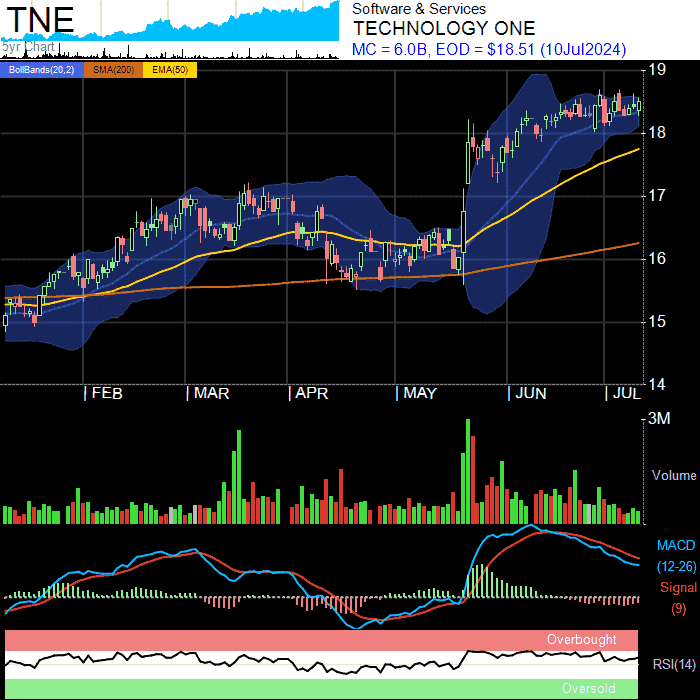 TNE
Software & Services
TECHNOLOGY ONE
MC = 6.0B, EOD = $18.51 (10Jul2024)
5yr Chart
BollBands(20,2) SMA(200) EMA(50)
19
18
17
16
15
14
| FEB | MAR | APR | MAY | JUN | JUL
3M
Volume
MACD
(12-26)
Signal
(9)
Overbought
RSI(14)
Oversold